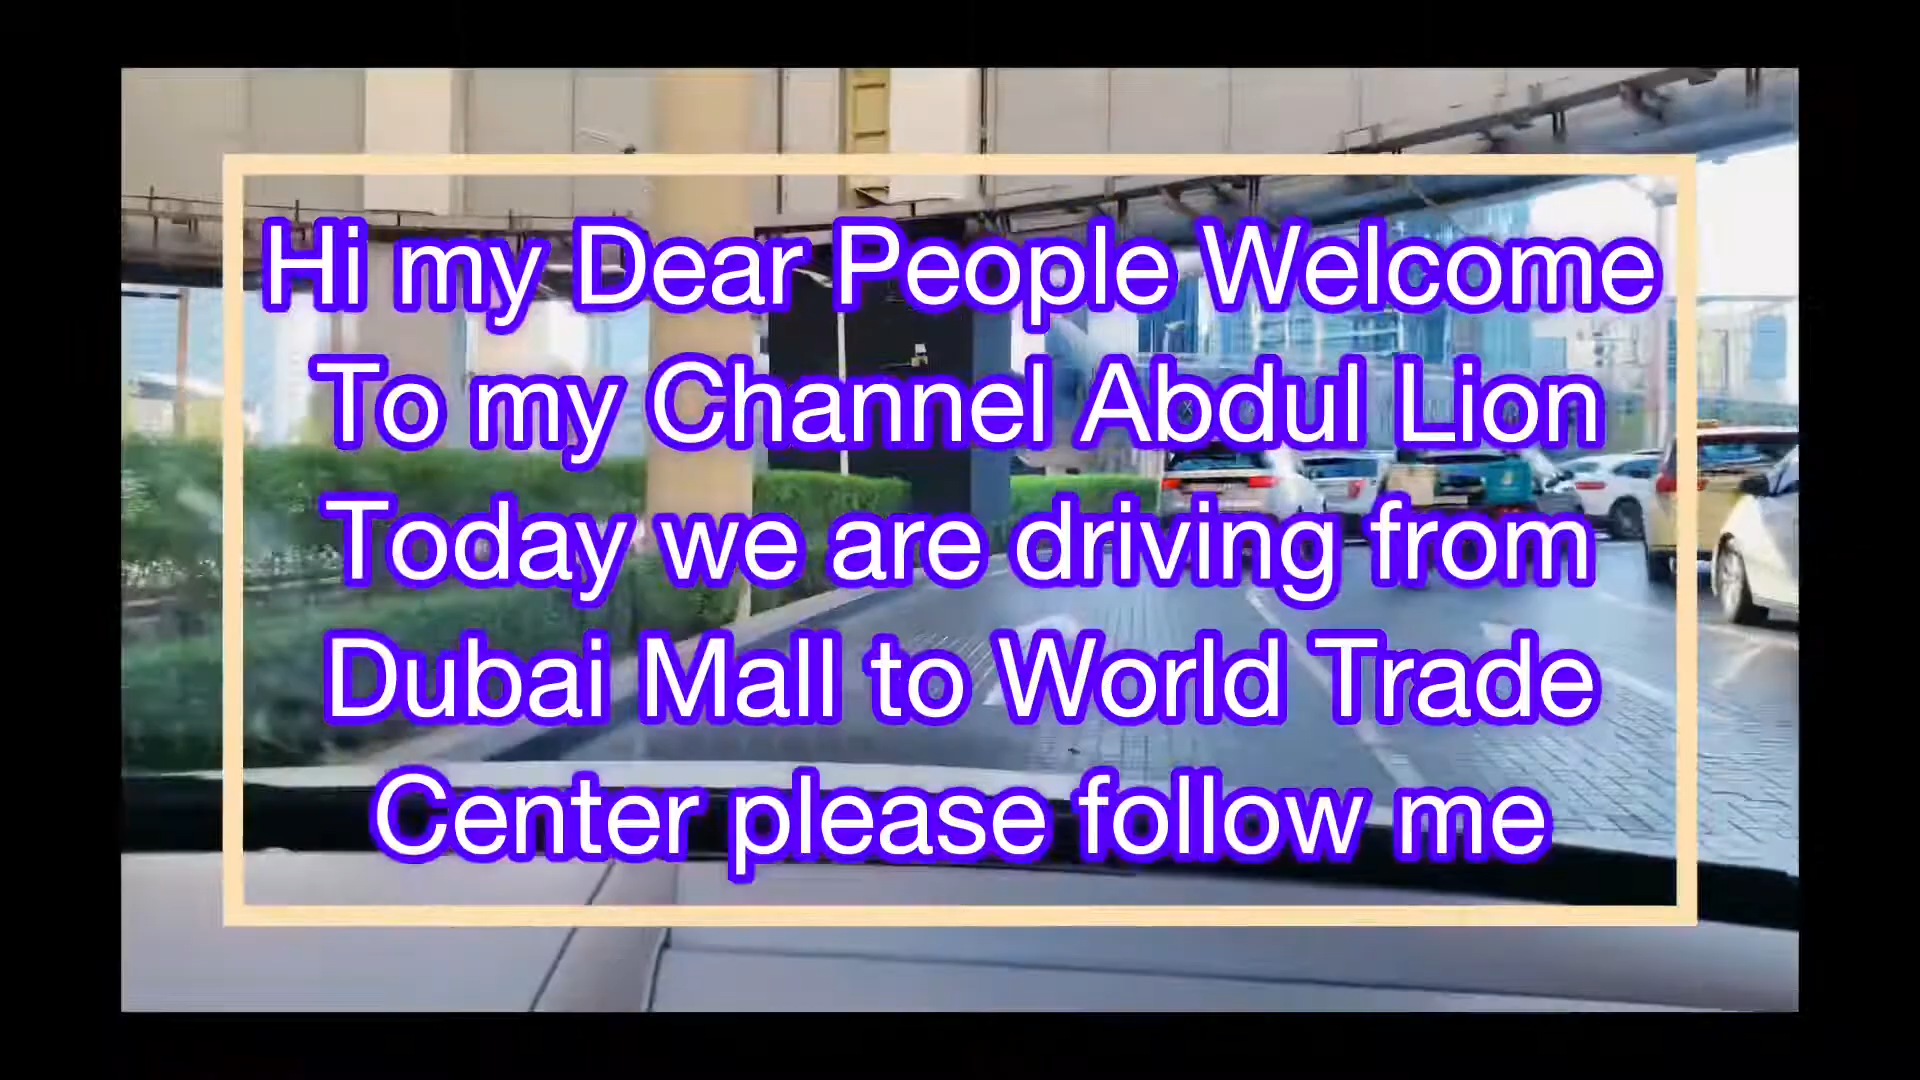 Hi my Dear People Welcome
To my Channel Abdul Lion
Today we are driving from
Dubai Mall to World Trade
Center please follow me